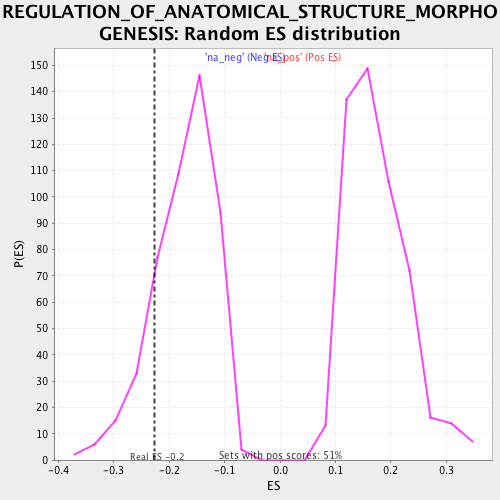 REGULATION_OF_ANATOMICAL_STRUCTURE_MORPHO
GENESIS: Random ES distribution
'na_neg' (Neg ES)
'na_pos' (Pos ES)
150
140
130
120
110
100
90
80
70
60
50
40
30
20
10
0
P(ES)
Real ES -0.2
Sets with pos scores: 51%
-0.4 -0.3 -0.2 -0.1 0.0 0.1 0.2 0.3
ES